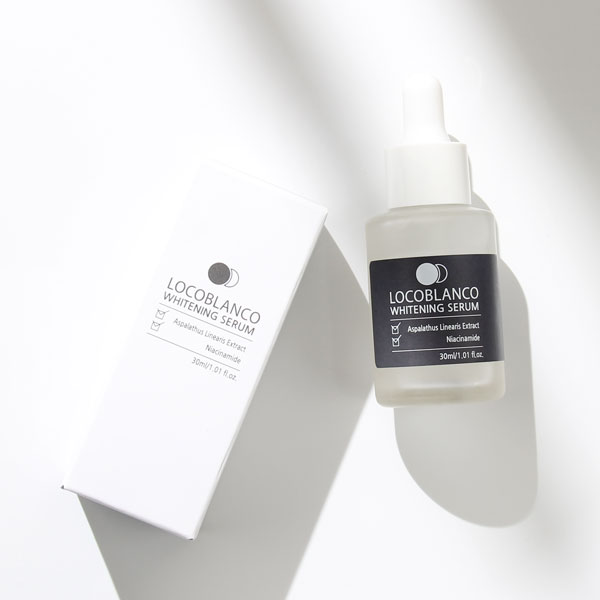 LOCOBLANCO
WHITENING SERUM
Aspalathus Linearis Extract
Niacinamide
30ml/1.01 fl.oz.
LOCOBLANCO
WHITENING SERUM
Aspalathus Linearis Extract
Niacinamide
30ml/1.01 fl.oz.